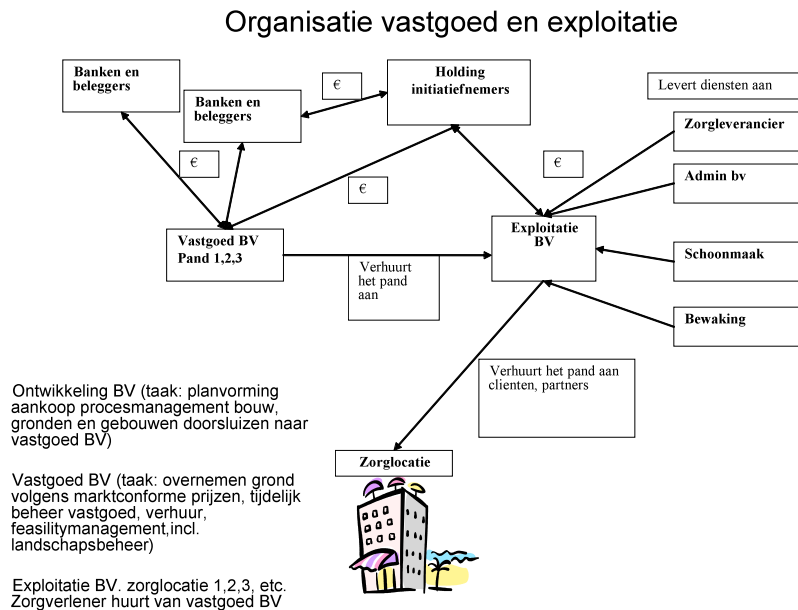 Organisatie vastgoed en exploitatie
Banken en
beleggers
Banken en
beleggers
€
Holding
initiatiefnemers
Levert diensten aan
Zorgleverancier
€
€
€
Admin bv
Vastgoed BV
Pand 1,2,3
Verhuurt
het pand
aan
Exploitatie
BV
Schoonmaak
Bewaking
Verhuurt het pand aan
clienten, partners
Zorglocatie
Ontwikkeling BV (taak: planvorming
aankoop procesmanagement bouw,
gronden en gebouwen doorsluizen naar
vastgoed BV)
Vastgoed BV (taak: overnemen grond
volgens marktconforme prijzen, tijdelijk
beheer vastgoed, verhuur,
feasilitymanagement,incl.
landschapsbeheer)
Exploitatie BV. zorglocatie 1,2,3, etc.
Zorgverlener huurt van vastgoed BV